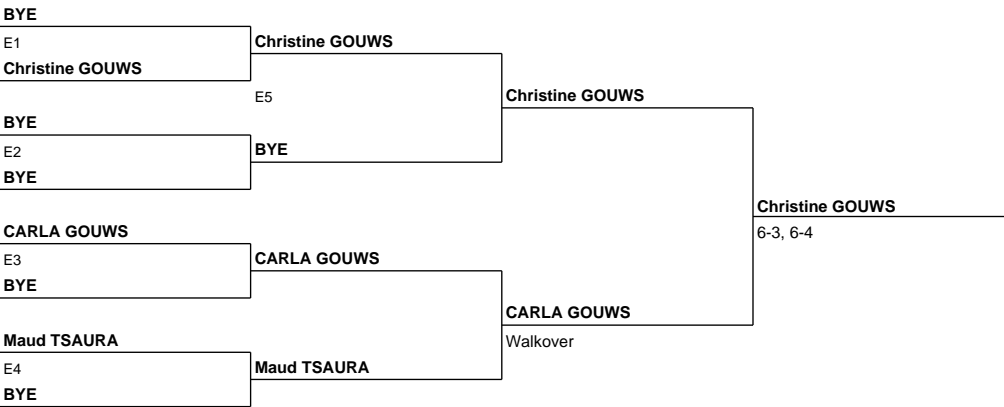 BYE
E1
Christine GOUWS
BYE
E2
BYE
CARLA GOUWS
E3
BYE
Maud TSAURA
E4
BYE
Christine GOUWS
E5
BYE
CARLA GOUWS
Maud TSAURA
Christine GOUWS
CARLA GOUWS
Walkover
Christine GOUWS
6-3, 6-4